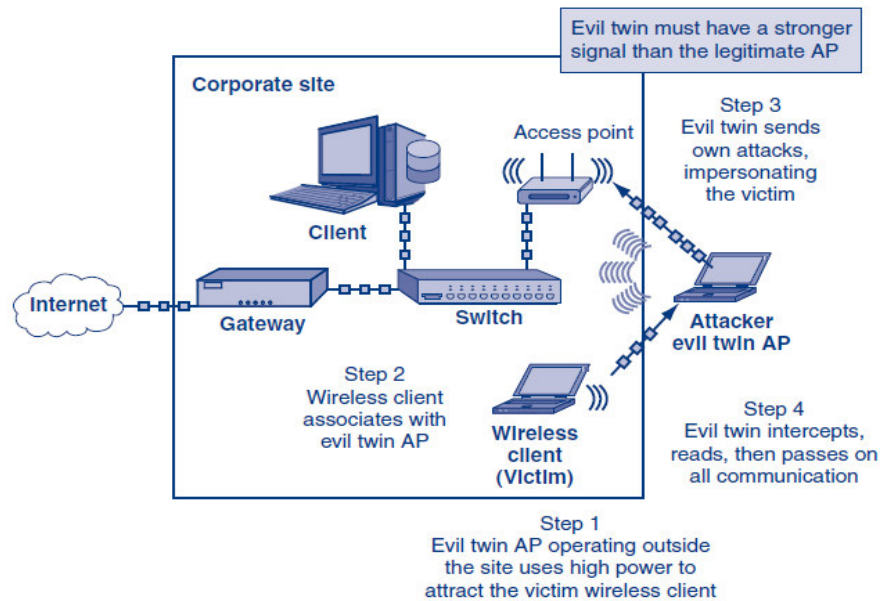 Evil twin must have a stronger
signal than the legitimate AP
Corporate site
Step 3
Evil twin sends
own attacks,
impersonating
the victim
Access point
Client
Internet
Gateway
Switch
Attacker
evil twin AP
Step 2
Wireless client
associates with
evil twin AP
Wireless
client
(Victim)
Step 4
Evil twin intercepts,
reads, then passes on
all communication
Step 1
Evil twin AP operating outside
the site uses high power to
attract the victim wireless client